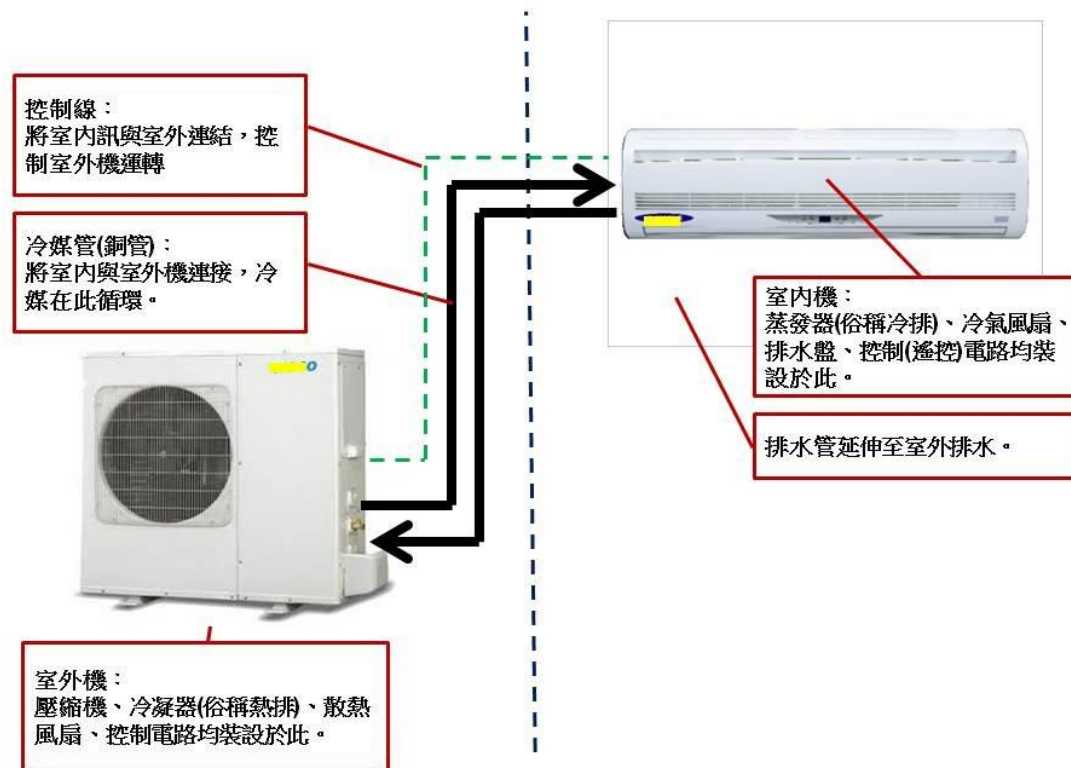 控制線：
將室內訊與室外連結，控
制室外機運轉
冷媒管(銅管)：
將室內與室外機連接，冷
媒在此循環。
室內機：
蒸發器(俗稱冷排)、冷氣風扇、
排水盤、控制(遙控)電路均裝
設於此。
排水管延伸至室外排水。
室外機：
壓縮機、冷凝器(俗稱熱排)、散熱
風扇、控制電路均裝設於此。